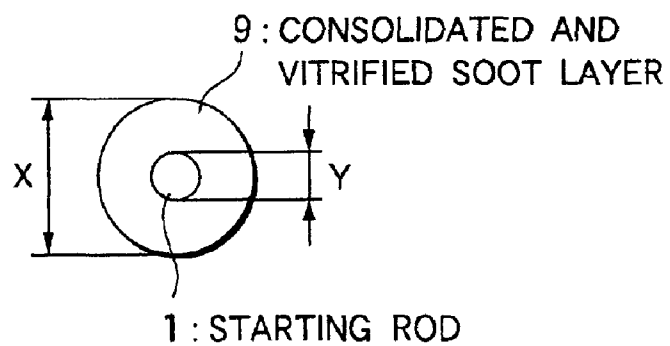 9 : CONSOLIDATED AND
VITRIFIED SOOT LAYER
X
Y
1 : STARTING ROD